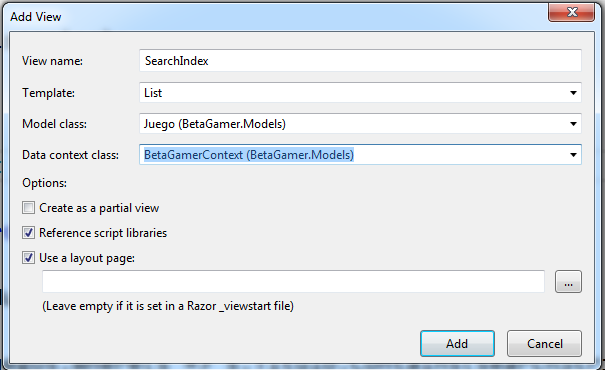 Add View
View name: SearchIndex
Template: List
Model class: Juego (BetaGamer.Models)
Data context class: BetaGamerContext (BetaGamer.Models)
Options:
Create as a partial view
Reference script libraries
Use a layout page:
...
(Leave empty if it is set in a Razor _viewstart file)
Add Cancel